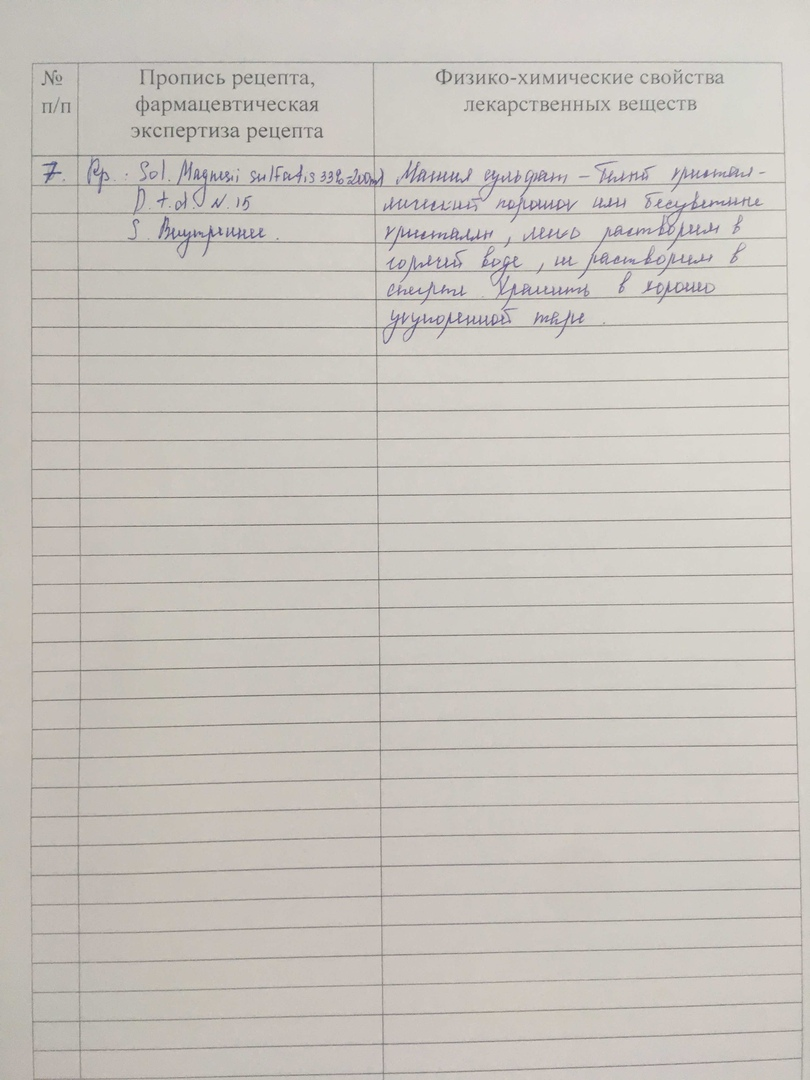 № п/п
Пропись рецепта, фармацевтическая экспертиза рецепта
Физико-химические свойства лекарственных веществ
7. Rp.: Sol. Magnesii sulfatis 33%-200ml
D.t.d. N. 15
S. Внутреннее.
Магния сульфат – белый кристал-
лический порошок или бесцветные
кристаллы, легко растворим в
горячей воде, не растворим в
спирте. Хранить в хорошо
укупоренной таре.